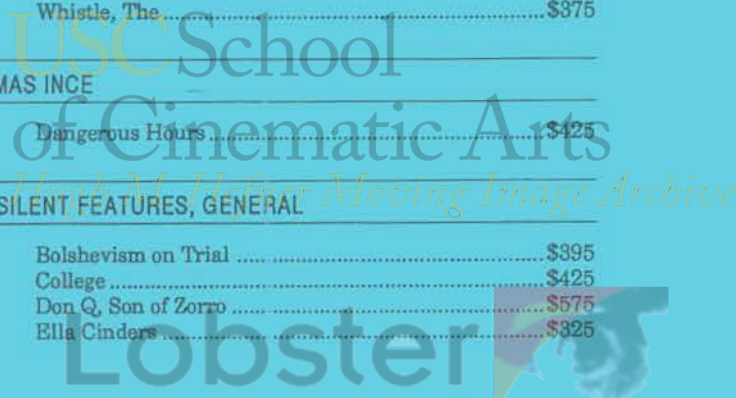 Whistle, The..........$375
USC School
MAS INCE
of Cinematic Arts
Dangerous Hours..........$425
Hugh M. Hefner Moving Image Archive
SILENT FEATURES, GENERAL
Bolshevism on Trial..........$395
College..........$425
Don Q, Son of Zorro..........$575
Ella Cinders..........$325
Lobster